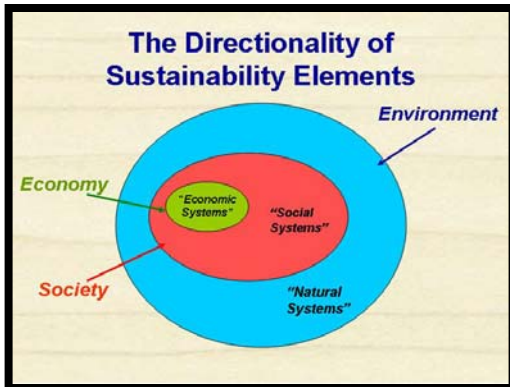 The Directionality of
Sustainability Elements
Environment
Economy
"Economic
Systems"
"Social
Systems"
Society
"Natural
Systems"